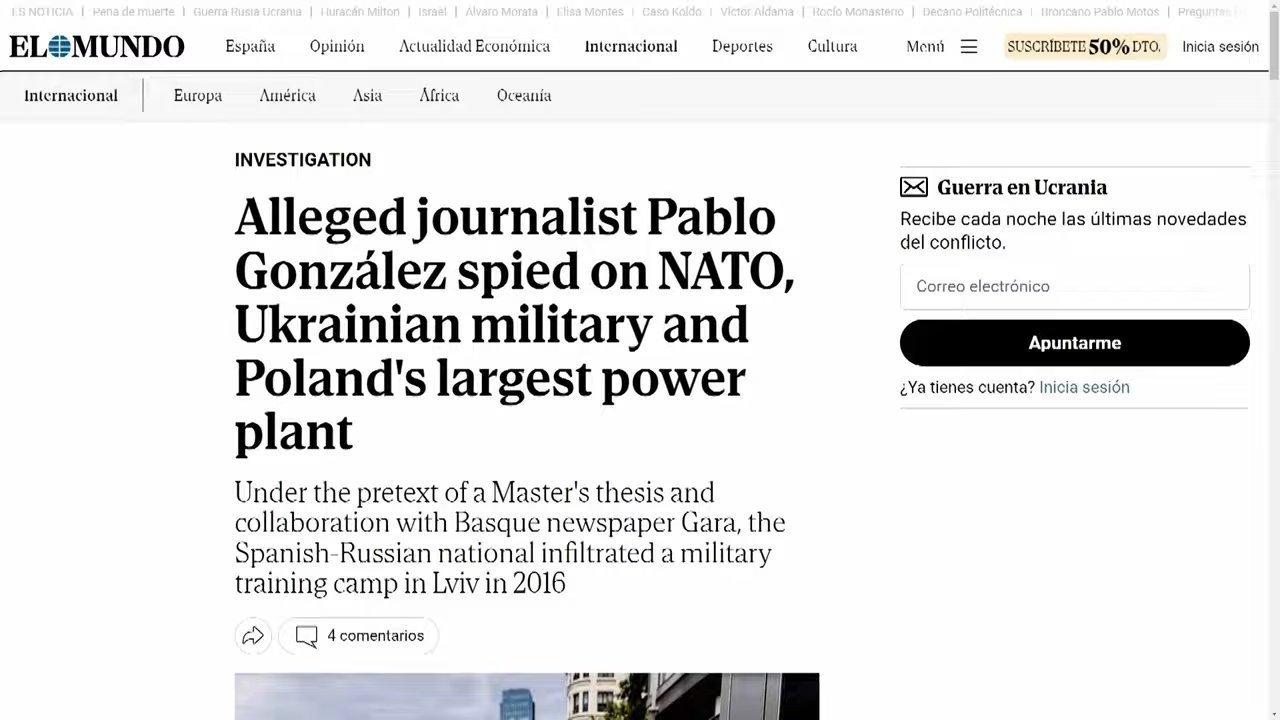 ES NOTICIA | Pena de muerte | Guerra Rusia Ucrania | Huracán Milton | Israel | Álvaro Morata | Elisa Montes | Caso Koldo | Víctor Aldama | Rocío Monasterio | Decano Politécnica | Broncano Pablo Motos | Preguntas
EL MUNDO España Opinión Actualidad Económica Internacional Deportes Cultura Menú SUSCRÍBETE 50% DTO. Inicia sesión
Internacional Europa América Asia África Oceanía
INVESTIGATION
Alleged journalist Pablo
González spied on NATO,
Ukrainian military and
Poland's largest power
plant
Under the pretext of a Master's thesis and
collaboration with Basque newspaper Gara, the
Spanish-Russian national infiltrated a military
training camp in Lviv in 2016
4 comentarios
Guerra en Ucrania
Recibe cada noche las últimas novedades
del conflicto.
Correo electrónico
Apuntarme
¿Ya tienes cuenta? Inicia sesión